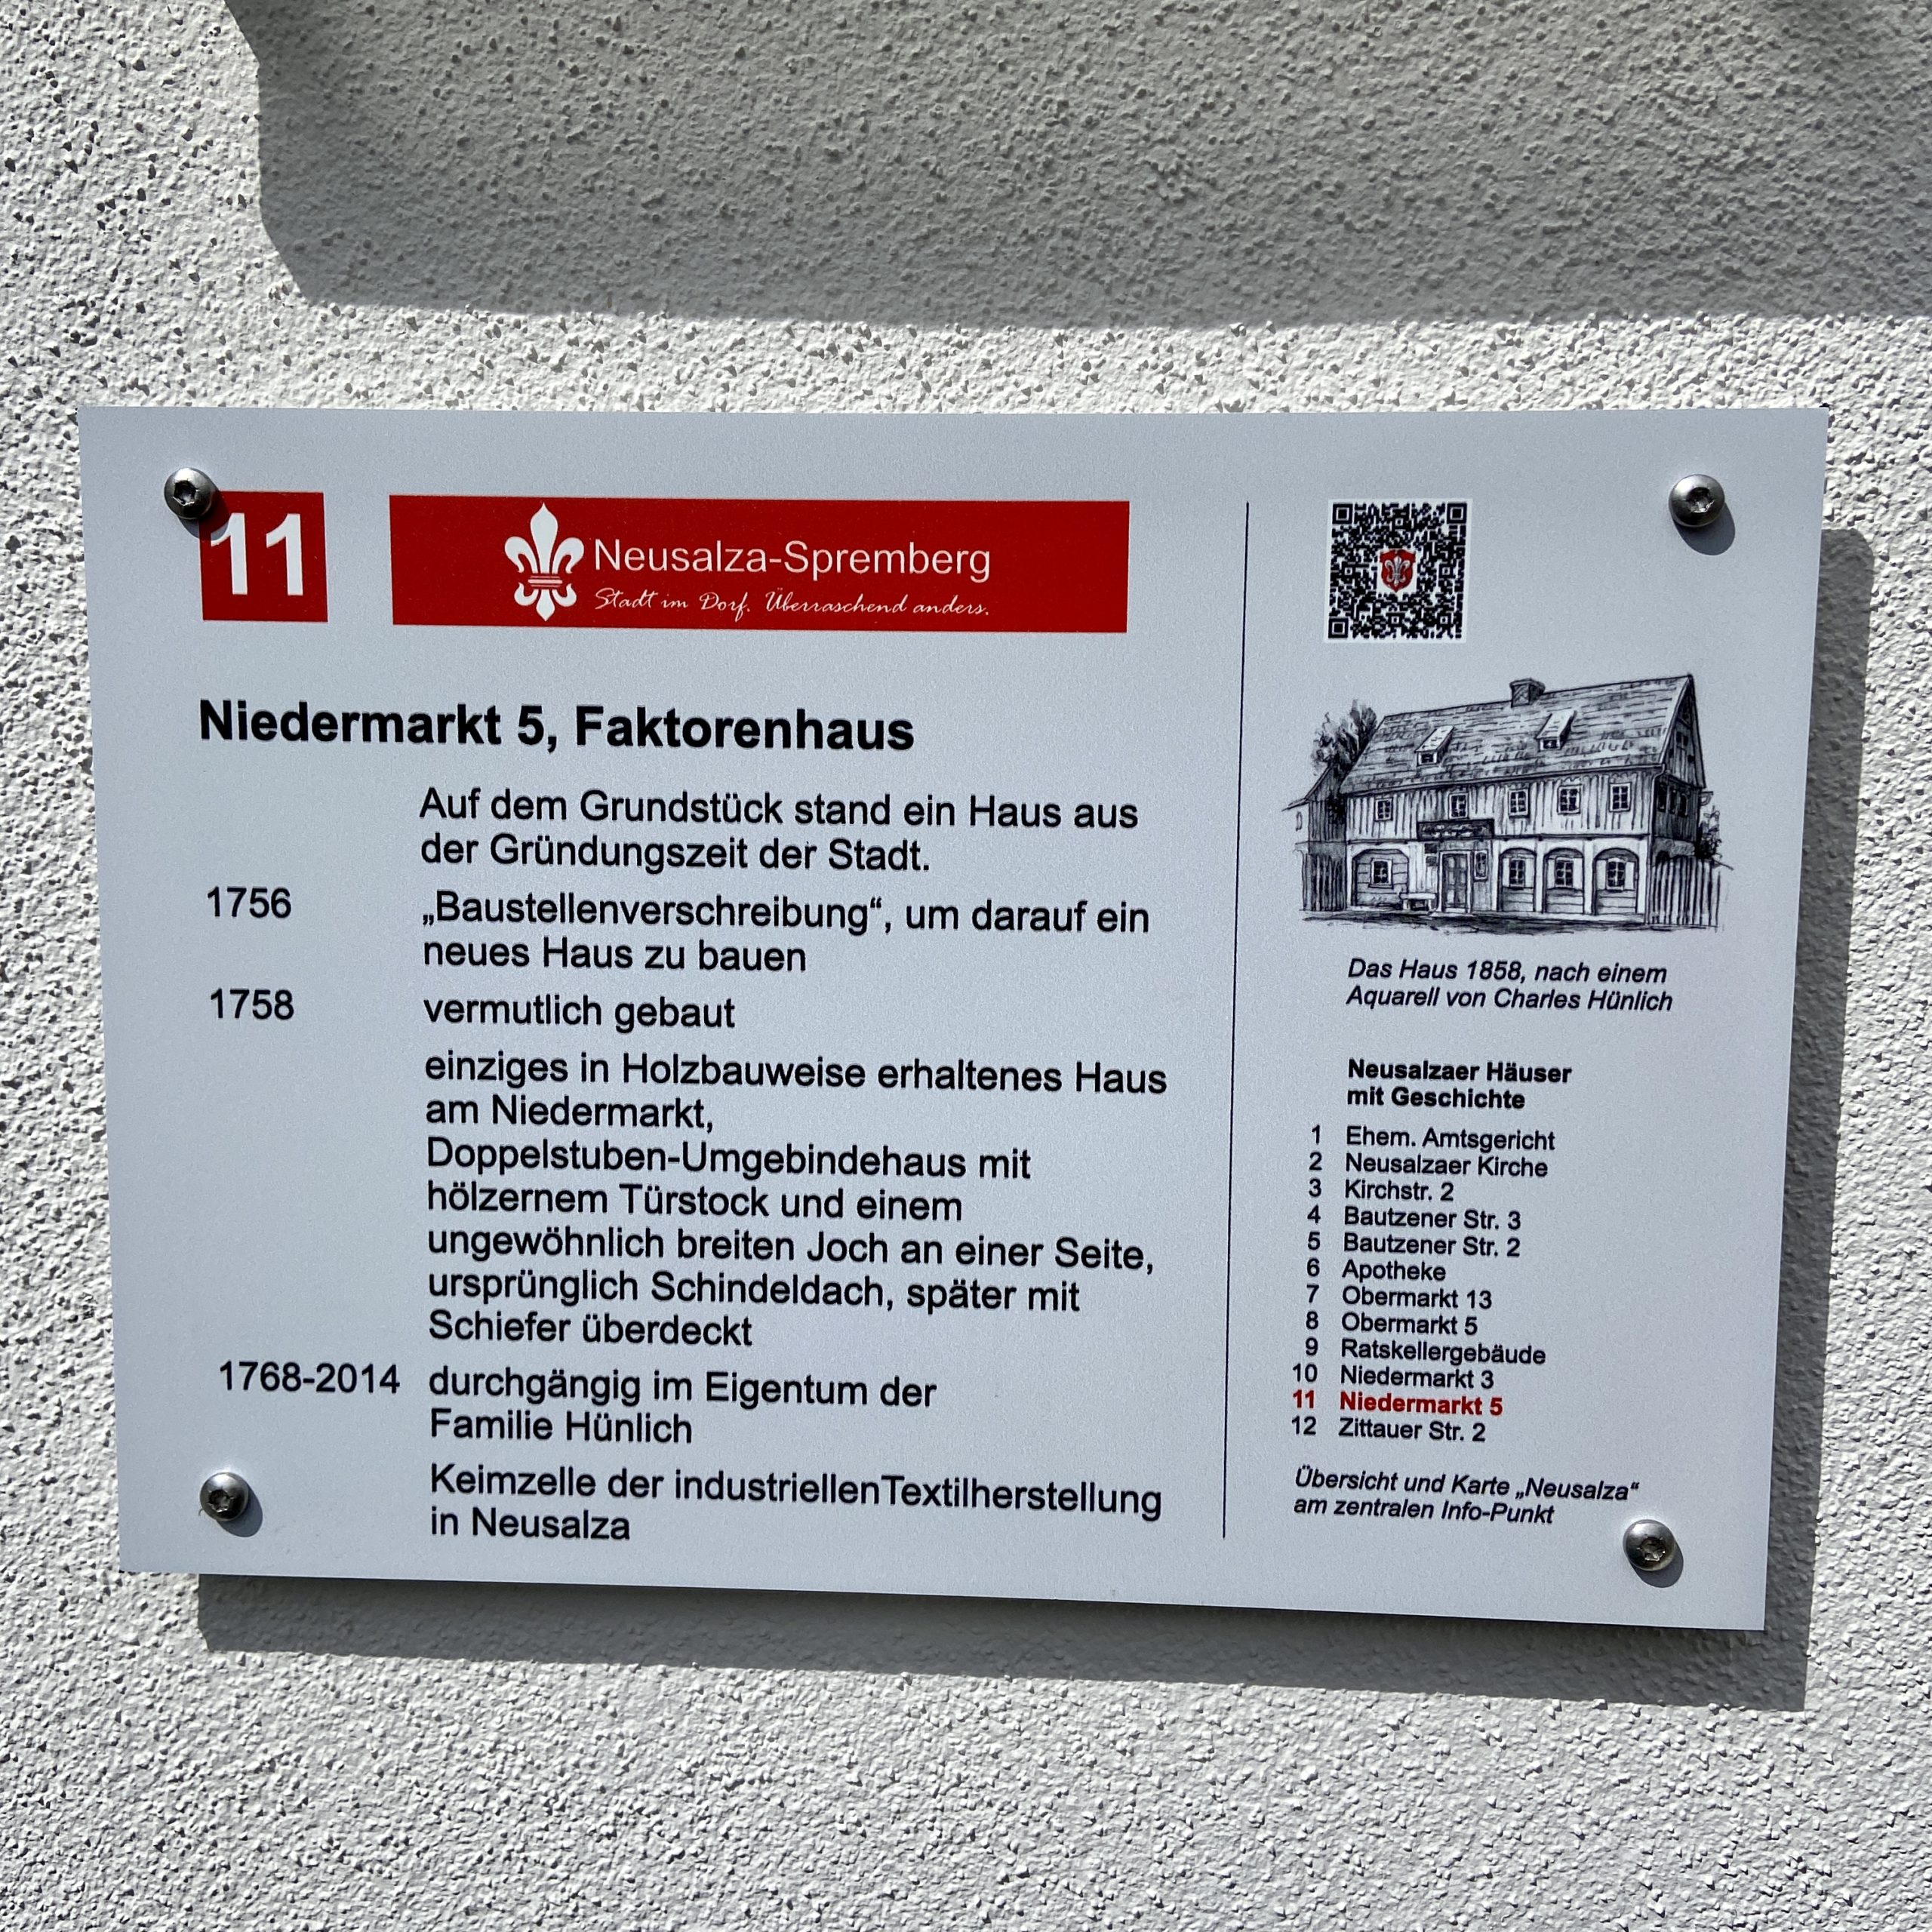 11
Neusalza-Spremberg
Stadt im Dorf. Überraschend anders.
Niedermarkt 5, Faktorenhaus
Auf dem Grundstück stand ein Haus aus
der Gründungszeit der Stadt.
1756 „Baustellenverschreibung“, um darauf ein
neues Haus zu bauen
1758 vermutlich gebaut
einziges in Holzbauweise erhaltenes Haus
am Niedermarkt,
Doppelstuben-Umgebindehaus mit
hölzernem Türstock und einem
ungewöhnlich breiten Joch an einer Seite,
ursprünglich Schindeldach, später mit
Schiefer überdeckt
1768-2014 durchgängig im Eigentum der
Familie Hünlich
Keimzelle der industriellen Textilherstellung
in Neusalza
Das Haus 1858, nach einem
Aquarell von Charles Hünlich
Neusalzaer Häuser
mit Geschichte
1 Ehem. Amtsgericht
2 Neusalzaer Kirche
3 Kirchstr. 2
4 Bautzener Str. 3
5 Bautzener Str. 2
6 Apotheke
7 Obermarkt 13
8 Obermarkt 5
9 Ratskellergebäude
10 Niedermarkt 3
11 Niedermarkt 5
12 Zittauer Str. 2
Übersicht und Karte „Neusalza“
am zentralen Info-Punkt